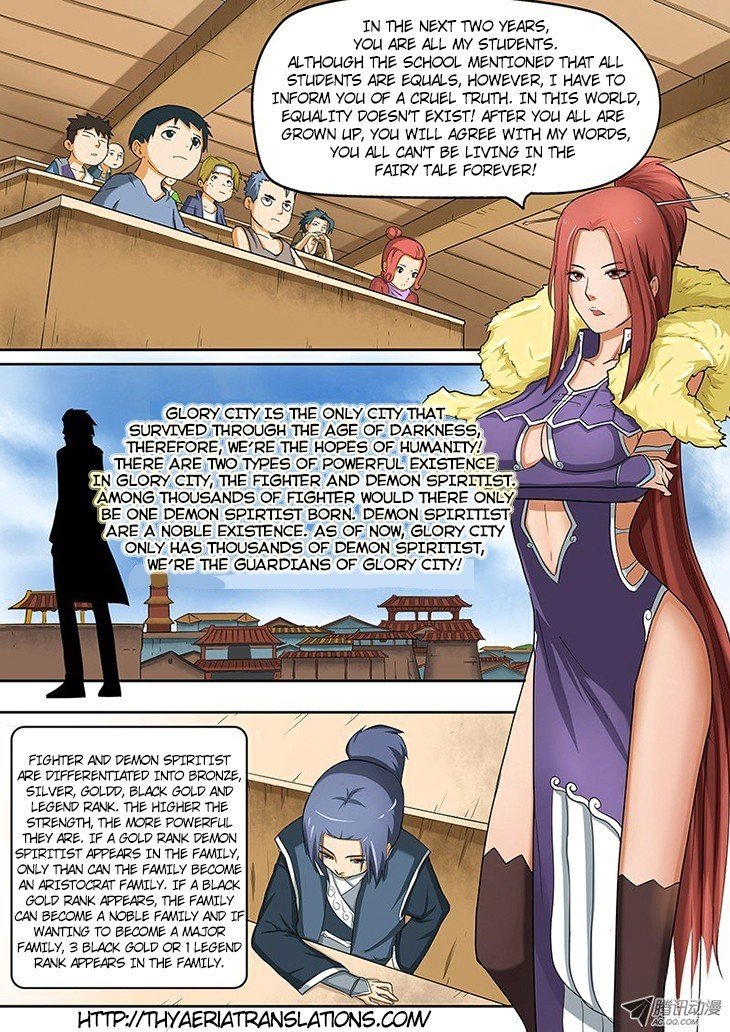 IN THE NEXT TWO YEARS,
YOU ARE ALL MY STUDENTS.
ALTHOUGH THE SCHOOL MENTIONED THAT ALL
STUDENTS ARE EQUALS, HOWEVER, I HAVE TO
INFORM YOU OF A CRUEL TRUTH. IN THIS WORLD,
EQUALITY DOESN'T EXIST! AFTER YOU ALL ARE
GROWN UP, YOU WILL AGREE WITH MY WORDS,
YOU ALL CAN'T BE LIVING IN THE
FAIRY TALE FOREVER!
GLORY CITY IS THE ONLY CITY THAT
SURVIVED THROUGH THE AGE OF DARKNESS,
THEREFORE, WE'RE THE HOPES OF HUMANITY!
THERE ARE TWO TYPES OF POWERFUL EXISTENCE
IN GLORY CITY, THE FIGHTER AND DEMON SPIRITIST.
AMONG THOUSANDS OF FIGHTER WOULD THERE ONLY
BE ONE DEMON SPIRTIST BORN. DEMON SPIRITIST
ARE A NOBLE EXISTENCE. AS OF NOW, GLORY CITY
ONLY HAS THOUSANDS OF DEMON SPIRITIST,
WE'RE THE GUARDIANS OF GLORY CITY!
FIGHTER AND DEMON SPIRITIST
ARE DIFFERENTIATED INTO BRONZE,
SILVER, GOLDD, BLACK GOLD AND
LEGEND RANK. THE HIGHER THE
STRENGTH, THE MORE POWERFUL
THEY ARE. IF A GOLD RANK DEMON
SPIRITIST APPEARS IN THE FAMILY,
ONLY THAN CAN THE FAMILY BECOME
AN ARISTOCRAT FAMILY. IF A BLACK
GOLD RANK APPEARS, THE FAMILY
CAN BECOME A NOBLE FAMILY AND IF
WANTING TO BECOME A MAJOR
FAMILY, 3 BLACK GOLD OR 1 LEGEND
RANK APPEARS IN THE FAMILY.
HTTP://THYAERIATRANSLATIONS.COM/
腾讯动漫
AC.QQ.COM